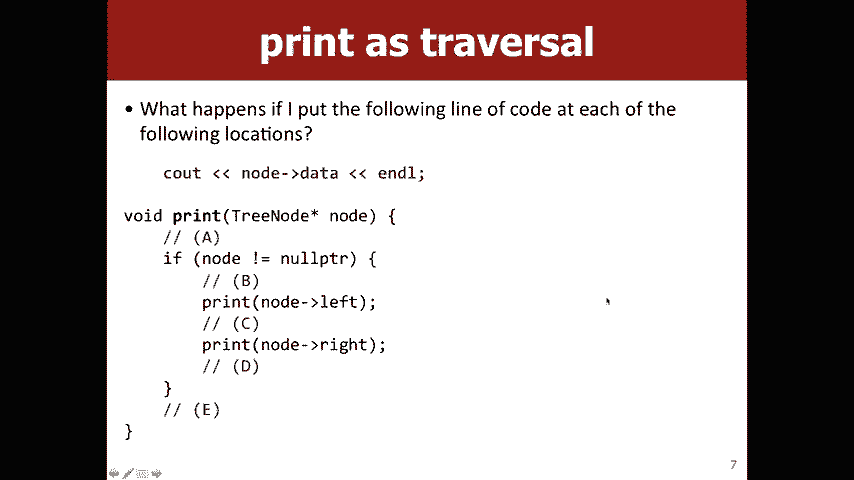 print as traversal
• What happens if I put the following line of code at each of the
following locations?
cout << node->data << endl;
void print(TreeNode* node) {
// (A)
if (node != nullptr) {
// (B)
print(node->left);
// (C)
print(node->right);
// (D)
}
// (E)
}
7